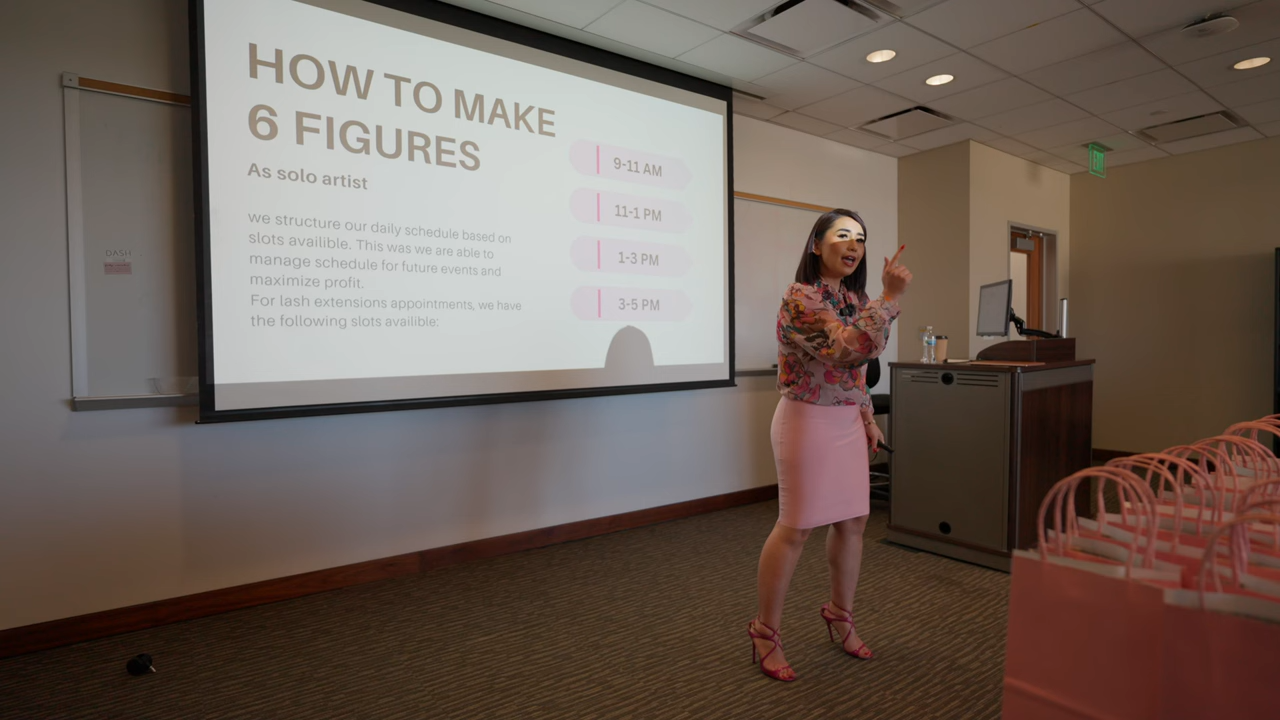 HOW TO MAKE
6 FIGURES
As solo artist
we structure our daily schedule based on
slots availible. This was we are able to
manage schedule for future events and
maximize profit.
For lash extensions appointments, we have
the following slots availible:
9-11 AM
11-1 PM
1-3 PM
3-5 PM
DASH
EXIT